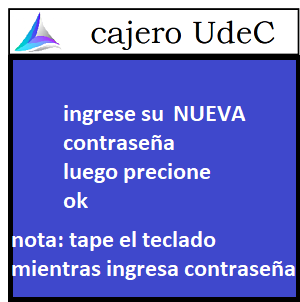 cajero UdeC
ingrese su NUEVA
contraseña
luego precione
ok
nota: tape el teclado
mientras ingresa contraseña